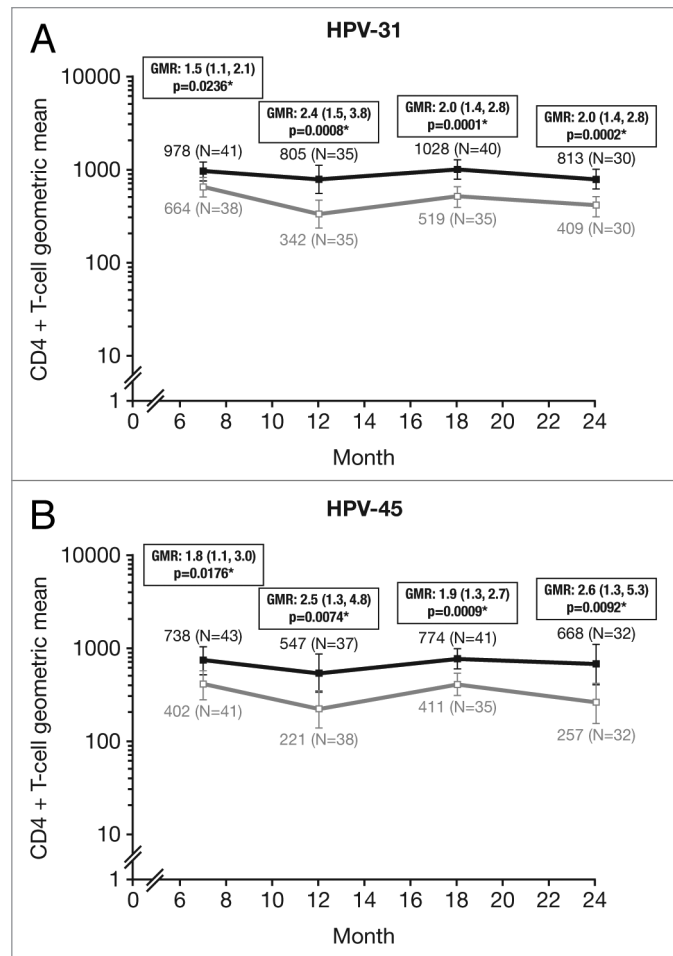 A
HPV-31
GMR: 1.5 (1.1, 2.1)
p=0.0236*
GMR: 2.4 (1.5, 3.8)
p=0.0008*
GMR: 2.0 (1.4, 2.8)
p=0.0001*
GMR: 2.0 (1.4, 2.8)
p=0.0002*
10000
1000
100
10
1
CD4 + T-cell geometric mean
978 (N=41)
805 (N=35)
1028 (N=40)
813 (N=30)
664 (N=38)
342 (N=35)
519 (N=35)
409 (N=30)
0 6 8 10 12 14 16 18 22 24
Month
B
HPV-45
GMR: 1.8 (1.1, 3.0)
p=0.0176*
GMR: 2.5 (1.3, 4.8)
p=0.0074*
GMR: 1.9 (1.3, 2.7)
p=0.0009*
GMR: 2.6 (1.3, 5.3)
p=0.0092*
10000
1000
100
10
1
CD4 + T-cell geometric mean
738 (N=43)
547 (N=37)
774 (N=41)
668 (N=32)
402 (N=41)
221 (N=38)
411 (N=35)
257 (N=32)
0 6 8 10 12 14 16 18 22 24
Month